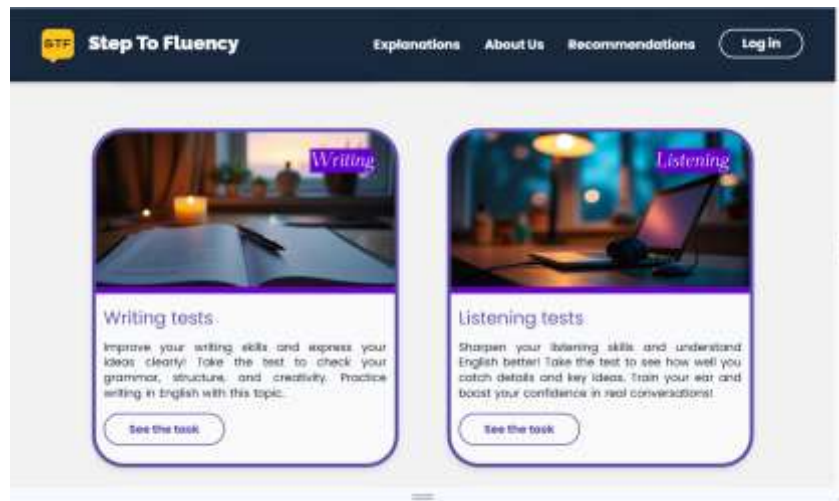 STF
Step To Fluency
Explanations
About Us
Recommendations
Log in
Writing
Listening
Writing tests
Improve your writing skills and express your
ideas clearly! Take the test to check your
grammar, structure, and creativity. Practice
writing in English with this topic.
See the task
Listening tests
Sharpen your listening skills and understand
English better! Take the test to see how well you
catch details and key ideas. Train your ear and
boost your confidence in real conversations!
See the task